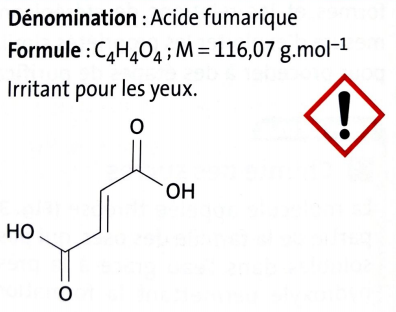 Dénomination : Acide fumarique
Formule : C₄H₄O₄ ; M = 116,07 g.mol⁻¹
Irritant pour les yeux.
O
OH
HO
O